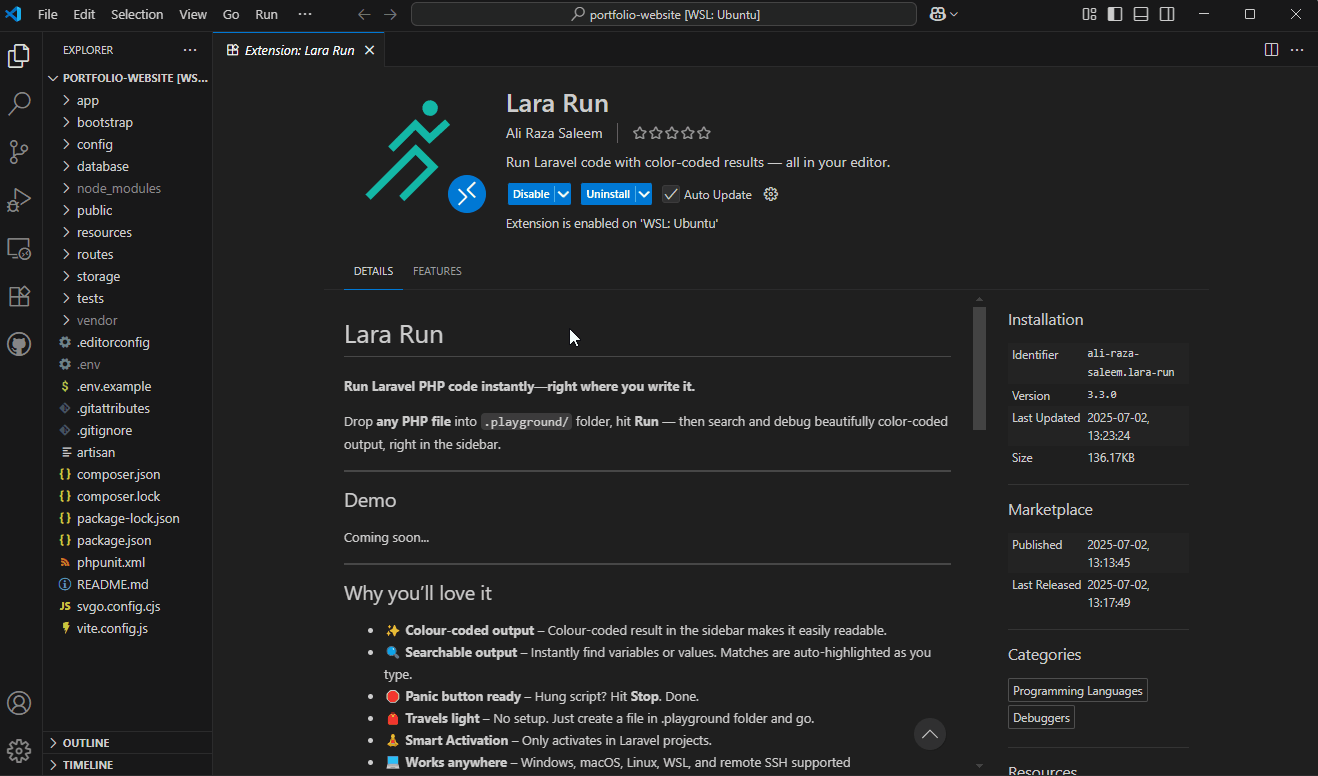 File Edit Selection View Go Run ··· portfolio-website [WSL: Ubuntu]
EXPLORER
PORTFOLIO-WEBSITE [WS...
app
bootstrap
config
database
node_modules
public
resources
routes
storage
tests
vendor
.editorconfig
.env
.env.example
.gitattributes
.gitignore
artisan
composer.json
composer.lock
package-lock.json
package.json
phpunit.xml
README.md
svgo.config.cjs
vite.config.js
OUTLINE
TIMELINE
Extension: Lara Run
Lara Run
Ali Raza Saleem
Run Laravel code with color-coded results — all in your editor.
Disable Uninstall Auto Update
Extension is enabled on 'WSL: Ubuntu'
DETAILS FEATURES
Lara Run
Run Laravel PHP code instantly—right where you write it.
Drop any PHP file into .playground/ folder, hit Run — then search and debug beautifully color-coded
output, right in the sidebar.
Demo
Coming soon...
Why you'll love it
• ✨ Colour-coded output – Colour-coded result in the sidebar makes it easily readable.
• 🔍 Searchable output – Instantly find variables or values. Matches are auto-highlighted as you
type.
• 🛑 Panic button ready – Hung script? Hit Stop. Done.
• 🎒 Travels light – No setup. Just create a file in .playground folder and go.
• Smart Activation – Only activates in Laravel projects.
• 💻 Works anywhere – Windows, macOS, Linux, WSL, and remote SSH supported
Installation
Identifier ali-raza-
saleem.lara-run
Version 3.3.0
Last Updated 2025-07-02,
13:23:24
Size 136.17KB
Marketplace
Published 2025-07-02,
13:13:45
Last Released 2025-07-02,
13:17:49
Categories
Programming Languages
Debuggers
Resources